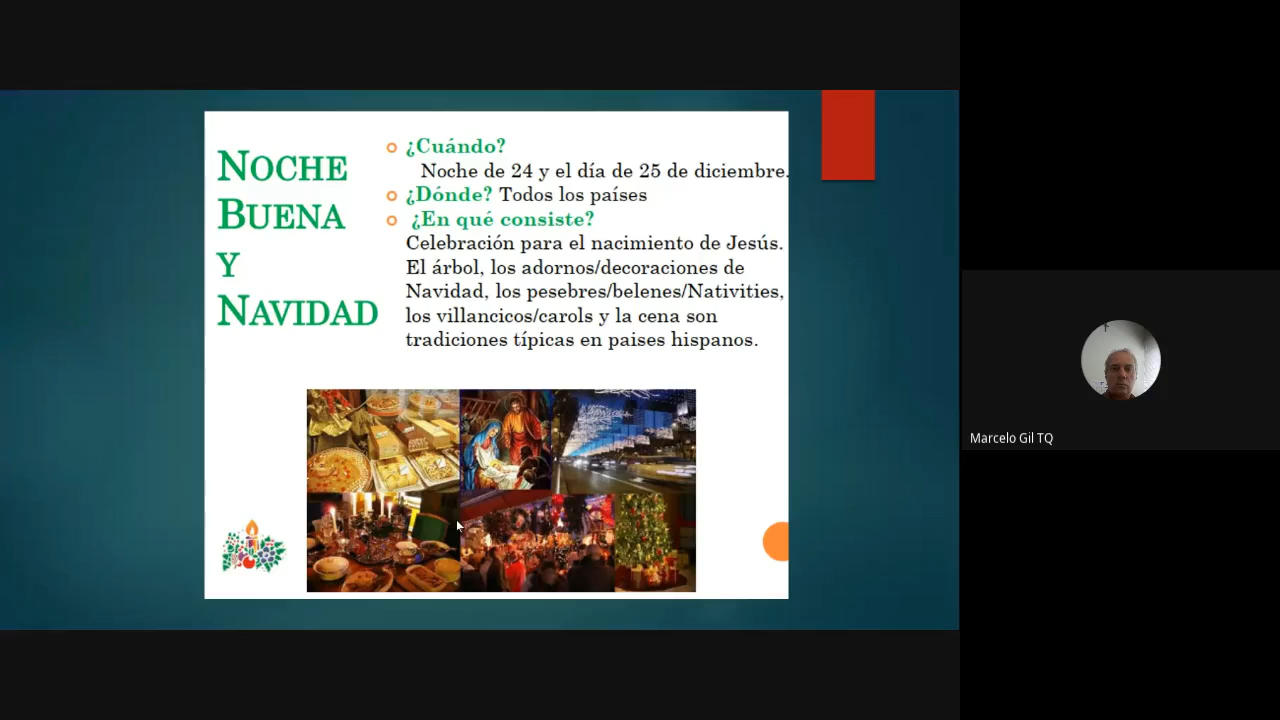 NOCHE
BUENA
Y
NAVIDAD
¿Cuándo?
Noche de 24 y el día de 25 de diciembre.
¿Dónde? Todos los países
¿En qué consiste?
Celebración para el nacimiento de Jesús.
El árbol, los adornos/decoraciones de
Navidad, los pesebres/belenes/Nativities,
los villancicos/carols y la cena son
tradiciones típicas en paises hispanos.
Marcelo Gil TQ